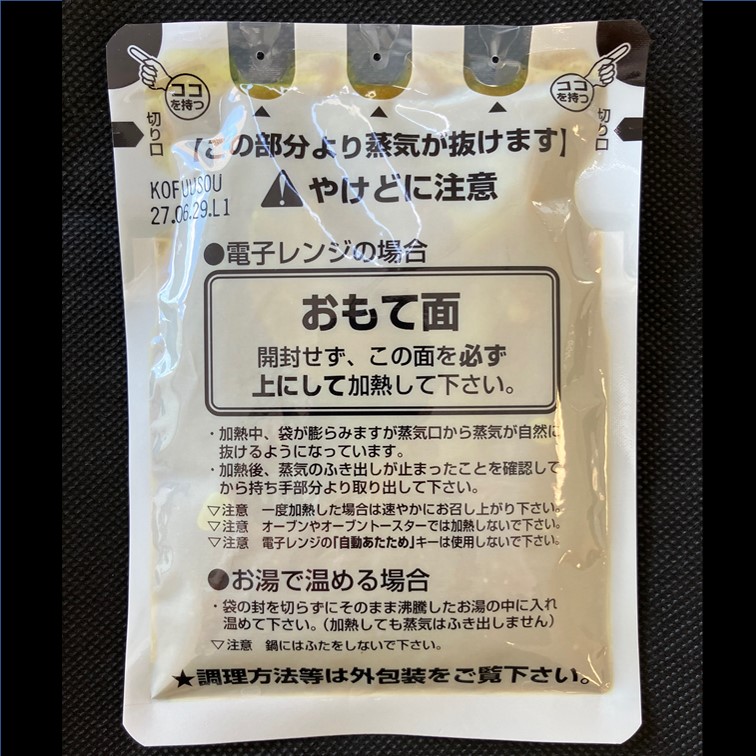 ココ
を持つ
ココ
を持つ
切り口
切り口
【この部分より蒸気が抜けます】
やけどに注意
KOFUUSOU
27.06.29.L1
●電子レンジの場合
おもて面
開封せず、この面を必ず
上にして加熱して下さい。
・加熱中、袋が膨らみますが蒸気口から蒸気が自然に
抜けるようになっています。
・加熱後、蒸気のふき出しが止まったことを確認して
から持ち手部分より取り出して下さい。
▽注意 一度加熱した場合は速やかにお召し上がり下さい。
▽注意 オーブンやオーブントースターでは加熱しないで下さい。
▽注意 電子レンジの「自動あたため」キーは使用しないで下さい。
●お湯で温める場合
・袋の封を切らずにそのまま沸騰したお湯の中に入れ
温めて下さい。（加熱しても蒸気はふき出しません）
▽注意 鍋にはふたをしないで下さい。
★調理方法等は外包装をご覧下さい。